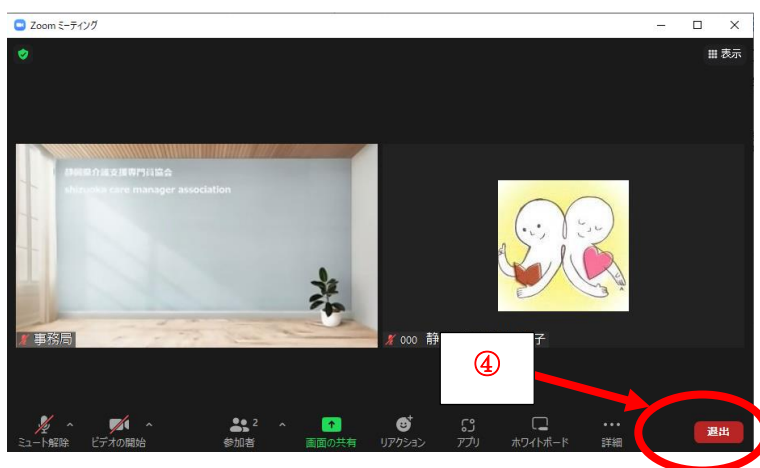 Zoom ミーティング
表示
静岡県介護支援専門員協会
shizuoka care manager association
事務局
000 静
子
④
2
ミュート解除 ビデオの開始 参加者 画面の共有 リアクション アプリ ホワイトボード 詳細 退出